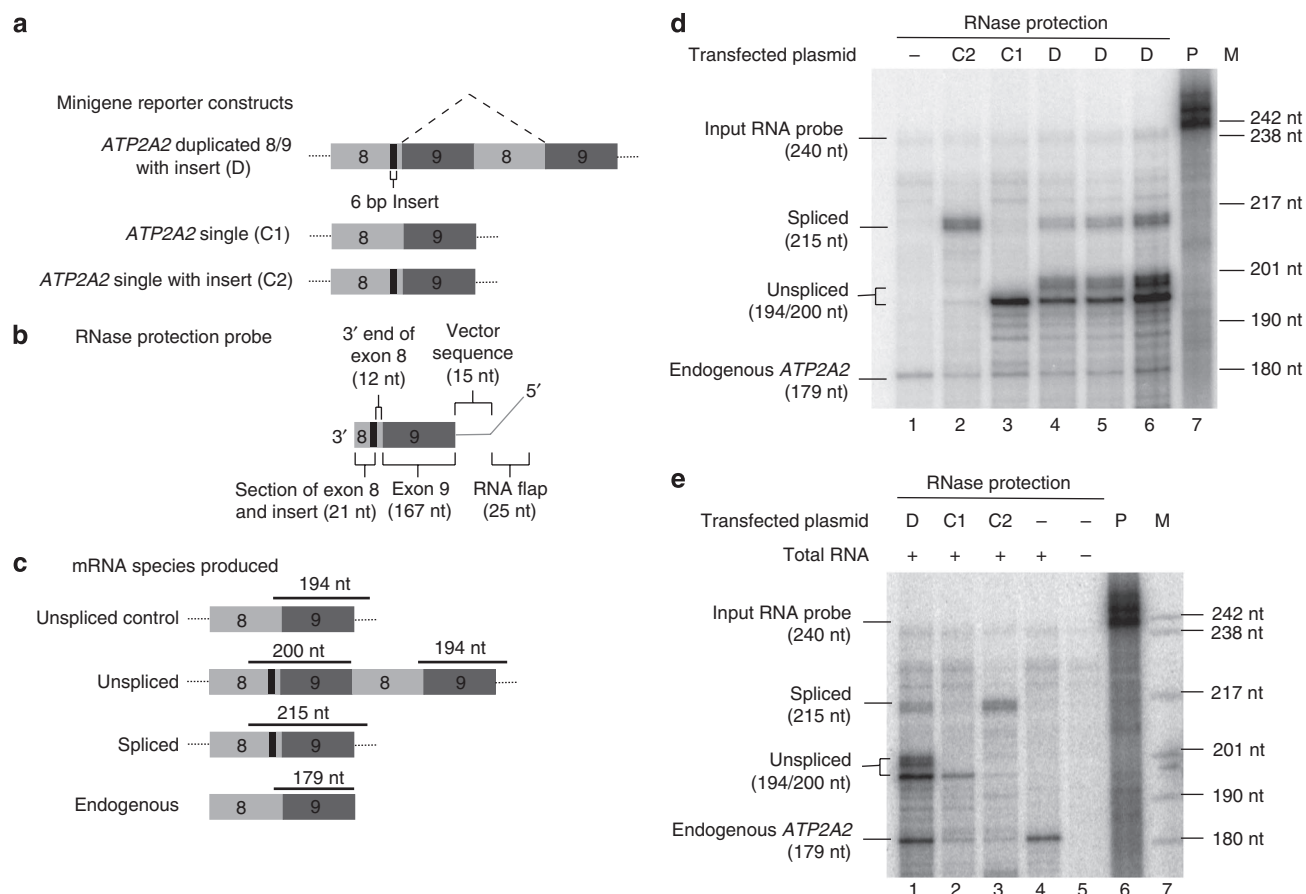 a
Minigene reporter constructs
ATP2A2 duplicated 8/9
with insert (D)
8 9 8 9
6 bp Insert
ATP2A2 single (C1)
8 9
ATP2A2 single with insert (C2)
8 9
b
RNase protection probe
3′ end of
exon 8
(12 nt)
Vector
sequence
(15 nt)
5′
3′
8 9
Section of exon 8
and insert (21 nt)
Exon 9
(167 nt)
RNA flap
(25 nt)
c
mRNA species produced
194 nt
Unspliced control
8 9
200 nt
194 nt
Unspliced
8 9 8 9
215 nt
Spliced
8 9
179 nt
Endogenous
8 9
d
RNase protection
Transfected plasmid – C2 C1 D D D P M
Input RNA probe
(240 nt)
Spliced
(215 nt)
Unspliced
(194/200 nt)
Endogenous ATP2A2
(179 nt)
242 nt
238 nt
217 nt
201 nt
190 nt
180 nt
1 2 3 4 5 6 7
e
RNase protection
Transfected plasmid D C1 C2 – – P M
Total RNA + + + + –
Input RNA probe
(240 nt)
Spliced
(215 nt)
Unspliced
(194/200 nt)
Endogenous ATP2A2
(179 nt)
242 nt
238 nt
217 nt
201 nt
190 nt
180 nt
1 2 3 4 5 6 7